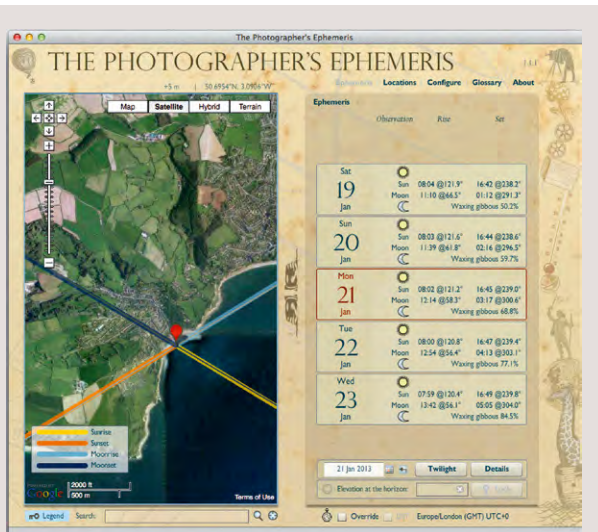 The Photographer's Ephemeris
THE PHOTOGRAPHER'S EPHEMERIS
1.1.1
Ephemeris Locations Configure Glossary About
+5 m | 50.6954°N, 3.0906°W
Map Satellite Hybrid Terrain
Ephemeris
Observation Rise Set
Sat
19
Jan
Sun 08:04 @121.9° 16:42 @238.2°
Moon 11:10 @66.5° 01:12 @291.3°
Waxing gibbous 50.2%
Sun
20
Jan
Sun 08:03 @121.6° 16:44 @238.6°
Moon 11:39 @61.8° 02:16 @296.5°
Waxing gibbous 59.7%
Mon
21
Jan
Sun 08:02 @121.2° 16:45 @239.0°
Moon 12:14 @58.3° 03:17 @300.6°
Waxing gibbous 68.8%
Tue
22
Jan
Sun 08:00 @120.8° 16:47 @239.4°
Moon 12:54 @56.4° 04:13 @303.1°
Waxing gibbous 77.1%
Wed
23
Jan
Sun 07:59 @120.4° 16:49 @239.8°
Moon 13:42 @56.1° 05:05 @304.0°
Waxing gibbous 84.5%
Sunrise
Sunset
Moonrise
Moonset
Google
2000 ft
500 m
Terms of Use
21 Jan 2013 Twilight Details
Elevation at the horizon:
Legend Search:
Override Europe/London (GMT) UTC+0